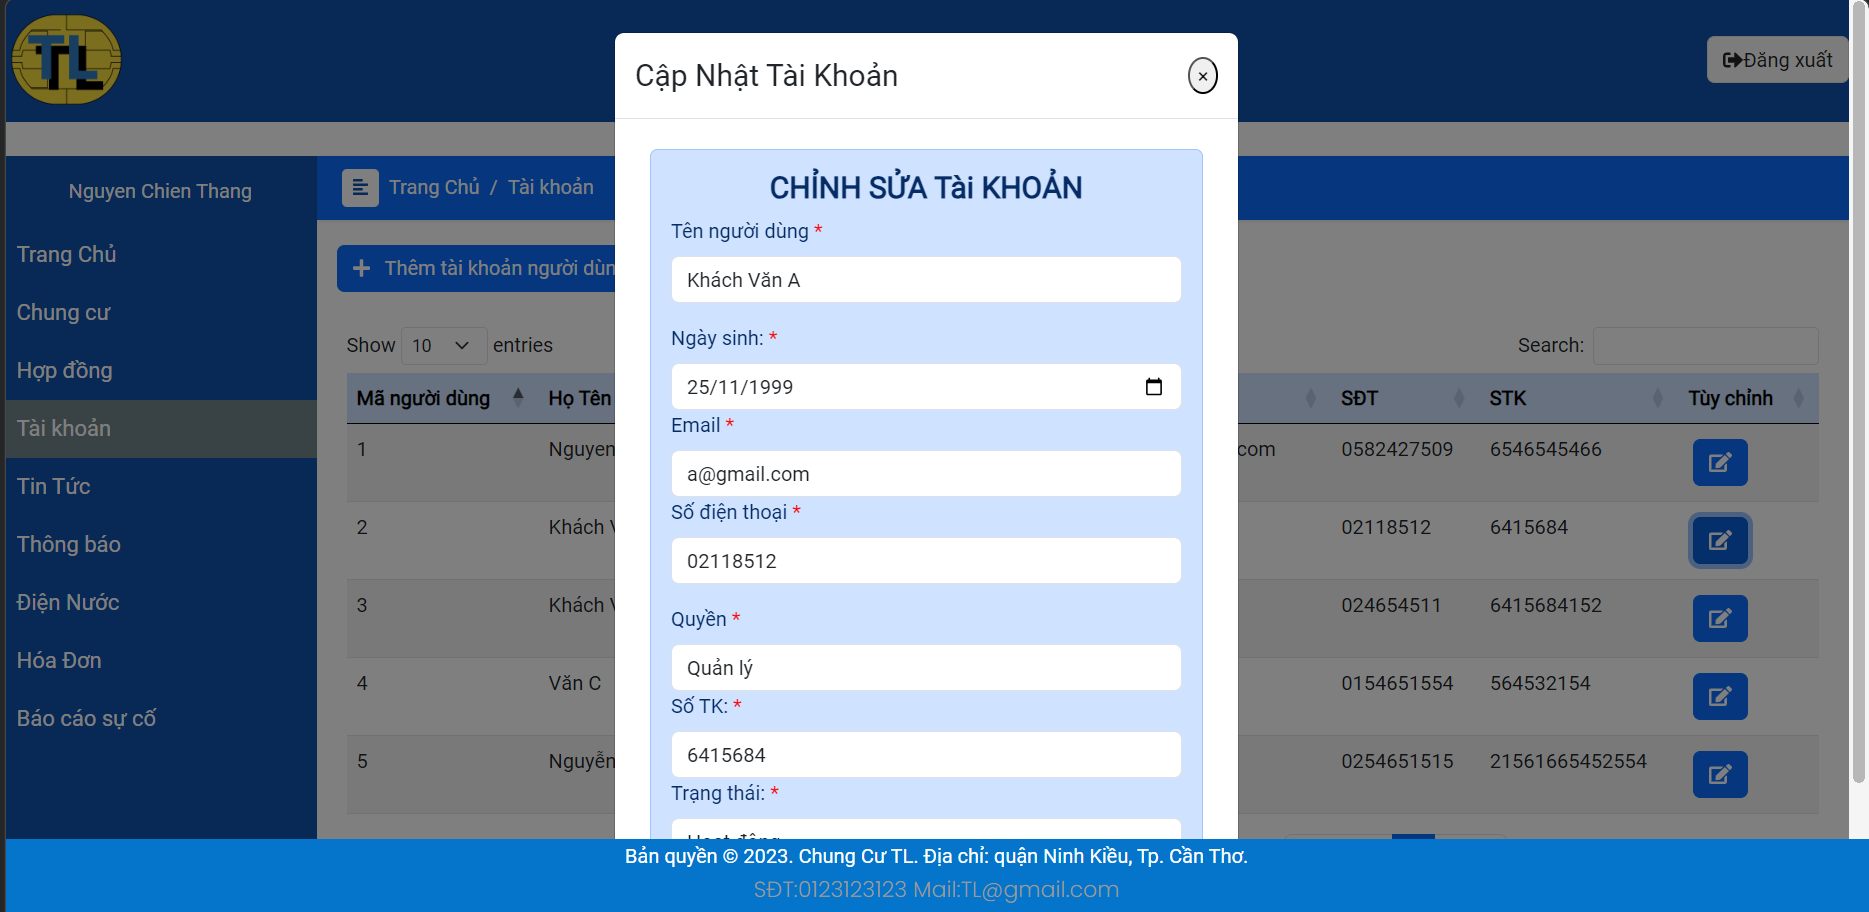 TL
Đăng xuất
Cập Nhật Tài Khoản
×
Nguyen Chien Thang
Trang Chủ
Chung cư
Hợp đồng
Tài khoản
Tin Tức
Thông báo
Điện Nước
Hóa Đơn
Báo cáo sự cố
Trang Chủ / Tài khoản
Thêm tài khoản người dùn
Show 10 entries
Search:
Mã người dùng Họ Tên SĐT STK Tùy chỉnh
1 Nguyen com 0582427509 6546545466
2 Khách 02118512 6415684
3 Khách 024654511 6415684152
4 Văn C 0154651554 564532154
5 Nguyễn 0254651515 21561665452554
CHỈNH SỬA Tài KHOẢN
Tên người dùng *
Khách Văn A
Ngày sinh: *
25/11/1999
Email *
a@gmail.com
Số điện thoại *
02118512
Quyền *
Quản lý
Số TK: *
6415684
Trạng thái: *
Bản quyền © 2023. Chung Cư TL. Địa chỉ: quận Ninh Kiều, Tp. Cần Thơ.
SĐT:0123123123 Mail:TL@gmail.com